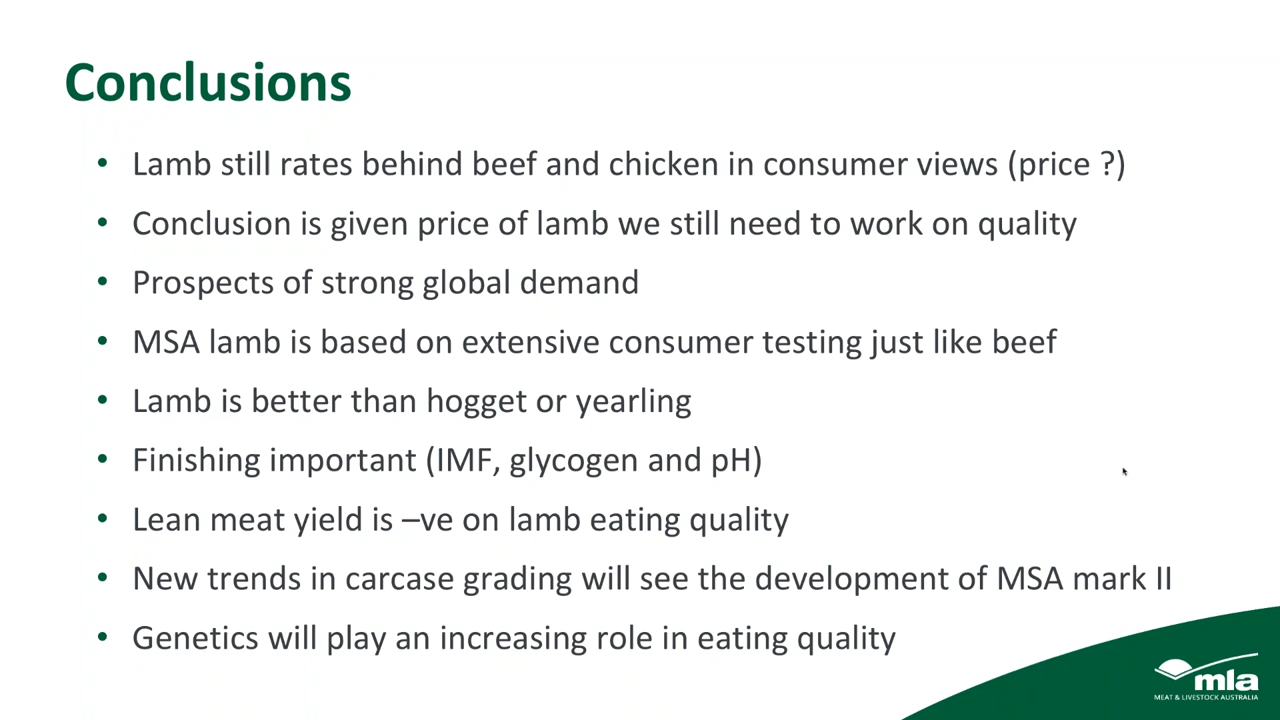 Conclusions
• Lamb still rates behind beef and chicken in consumer views (price ?)
• Conclusion is given price of lamb we still need to work on quality
• Prospects of strong global demand
• MSA lamb is based on extensive consumer testing just like beef
• Lamb is better than hogget or yearling
• Finishing important (IMF, glycogen and pH)
• Lean meat yield is –ve on lamb eating quality
• New trends in carcase grading will see the development of MSA mark II
• Genetics will play an increasing role in eating quality
mla
MEAT & LIVESTOCK AUSTRALIA